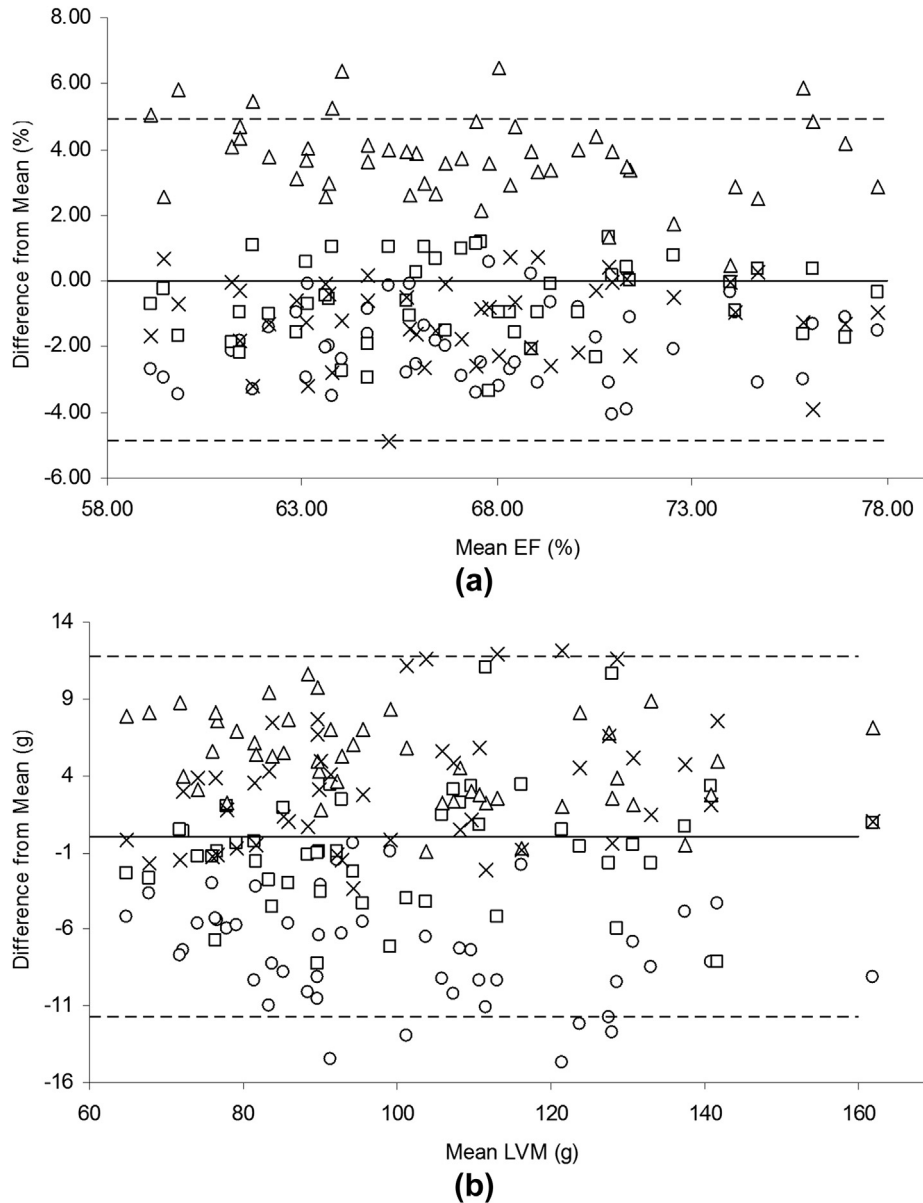 8.00
6.00
4.00
2.00
0.00
-2.00
-4.00
-6.00
Difference from Mean (%)
58.00 63.00 68.00 73.00 78.00
Mean EF (%)
(a)
14
9
4
-1
-6
-11
-16
Difference from Mean (g)
60 80 100 120 140 160
Mean LVM (g)
(b)